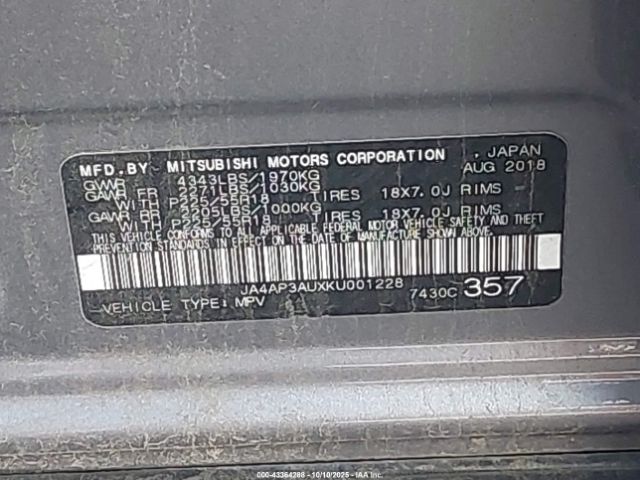 MFD.BY MITSUBISHI MOTORS CORPORATION , JAPAN
AUG 2018
GVWR 4343LBS/1970KG
GAWR FR 2271LBS/1030KG
WITH P225/55R18 TIRES 18X7.0J RIMS
GAWR RR 2205LBS/1000KG
WITH P225/55R18 TIRES 18X7.0J RIMS
THIS VEHICLE CONFORMS TO ALL APPLICABLE U.S. FEDERAL MOTOR VEHICLE SAFETY AND THEFT
PREVENTION STANDARDS IN EFFECT ON THE DATE OF MANUFACTURE SHOWN ABOVE.
JA4AP3AUXKU001228
VEHICLE TYPE: MPV 7430C 357
000-43364288 - 10/10/2025 - IAA